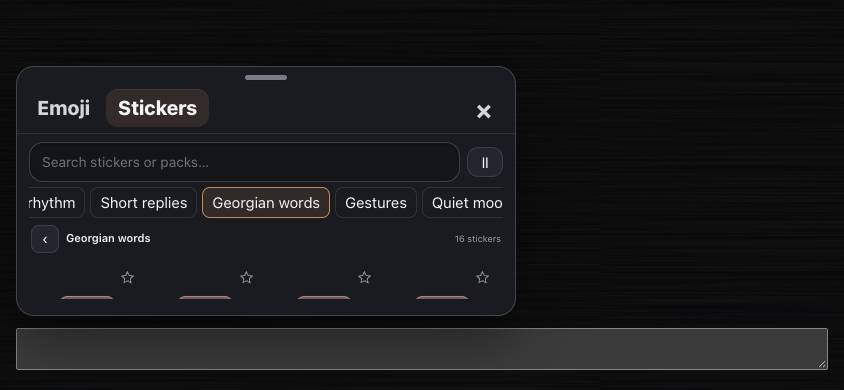 Emoji Stickers
Search stickers or packs...
rhythm Short replies Georgian words Gestures Quiet moo
Georgian words 16 stickers